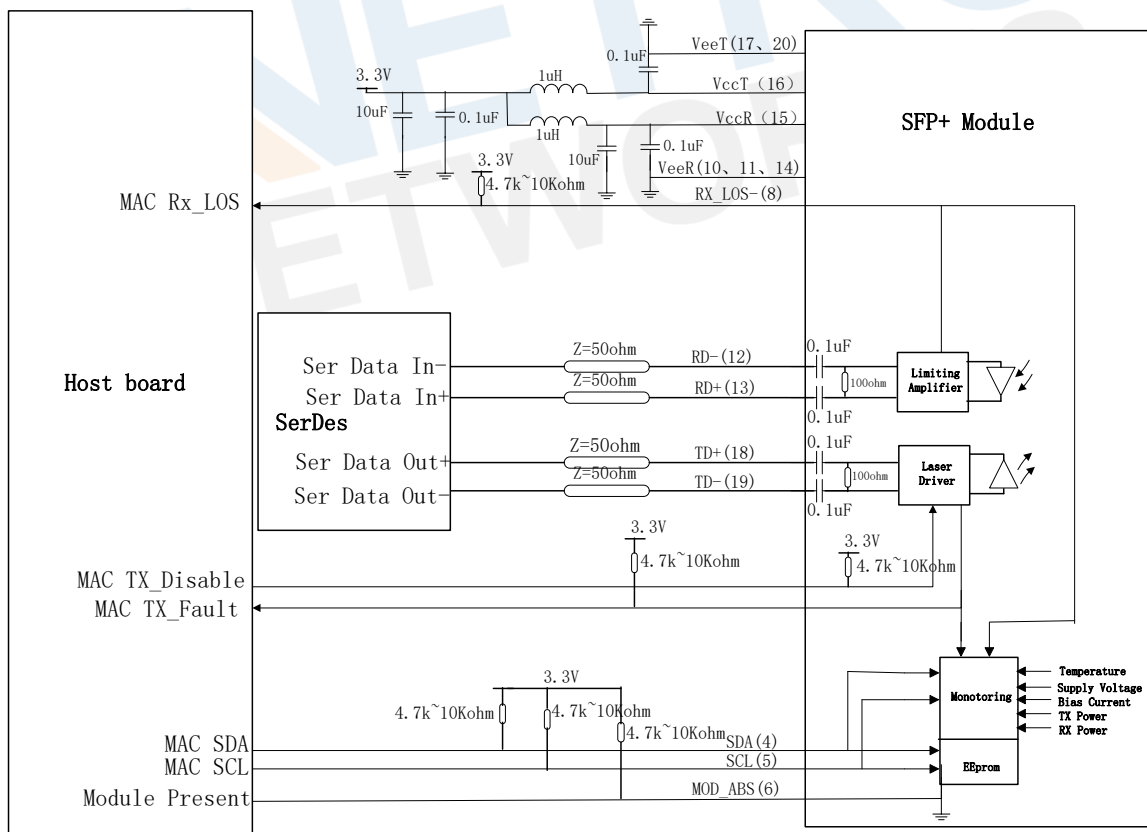 VeeT(17、20)
0.1uF
3.3V
1uH
VccT (16)
10uF
0.1uF
VccR (15)
SFP+ Module
1uH
10uF
0.1uF
3.3V
VeeR(10、11、14)
4.7k~10Kohm
RX_LOS-(8)
MAC Rx_LOS
Host board
SerDes
Ser Data In-
Z=50ohm
RD-(12)
0.1uF
Ser Data In+
Z=50ohm
RD+(13)
0.1uF
100ohm
Limiting
Amplifier
Ser Data Out+
Z=50ohm
TD+(18)
0.1uF
Ser Data Out-
Z=50ohm
TD-(19)
0.1uF
100ohm
Laser
Driver
3.3V
4.7k~10Kohm
3.3V
4.7k~10Kohm
MAC TX_Disable
MAC TX_Fault
3.3V
4.7k~10Kohm
4.7k~10Kohm
4.7k~10Kohm
Monotoring
Temperature
Supply Voltage
Bias Current
TX Power
RX Power
MAC SDA
SDA(4)
MAC SCL
SCL(5)
EEprom
Module Present
MOD_ABS(6)